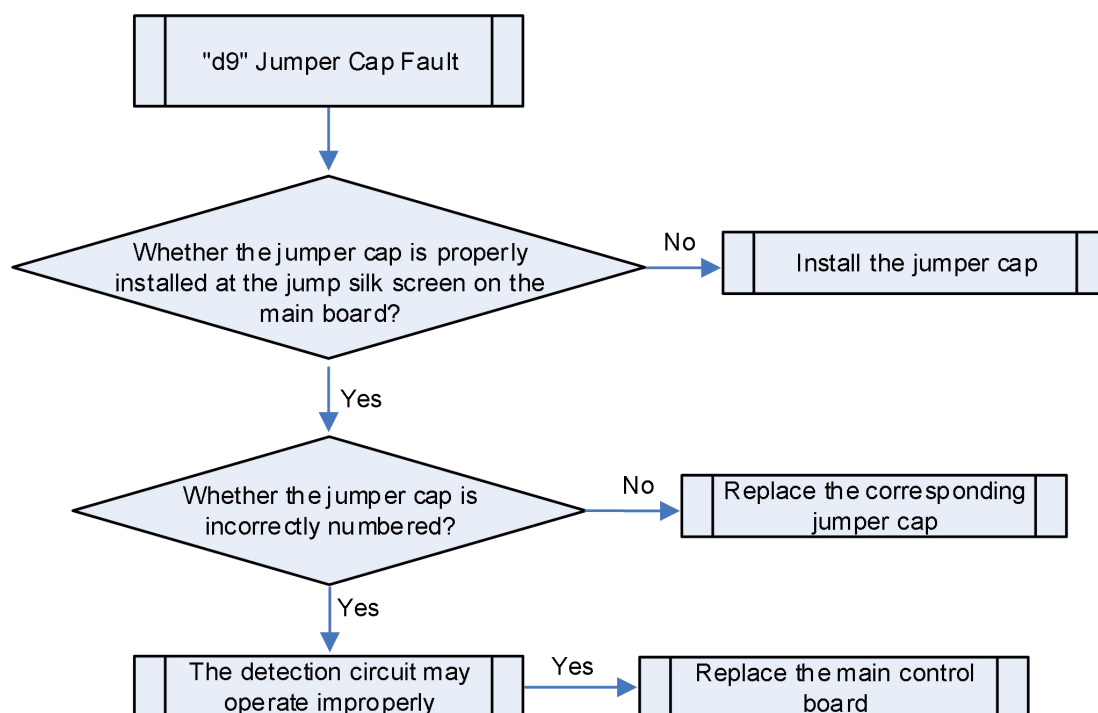 "d9" Jumper Cap Fault
Whether the jumper cap is properly
installed at the jump silk screen on the
main board?
No
Install the jumper cap
Yes
Whether the jumper cap is
incorrectly numbered?
No
Replace the corresponding
jumper cap
Yes
The detection circuit may
operate improperly
Yes
Replace the main control
board